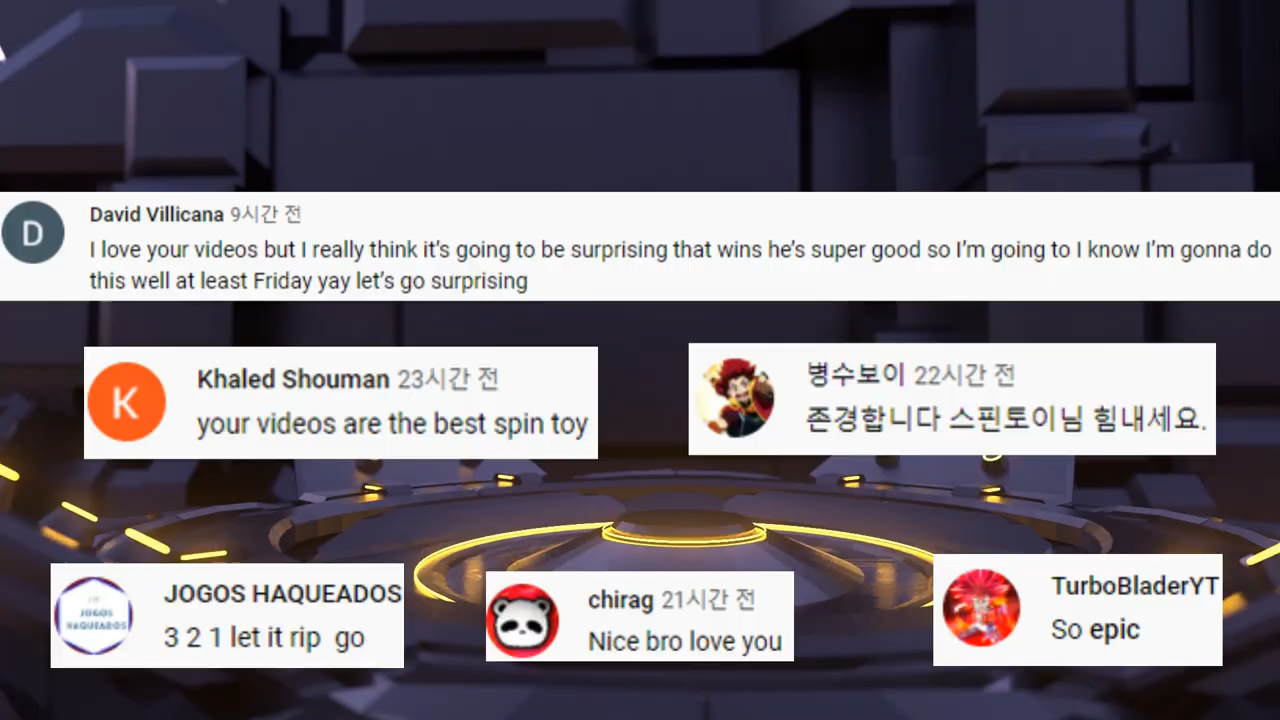 David Villicana 9시간 전
I love your videos but I really think it's going to be surprising that wins he's super good so I'm going to I know I'm gonna do
this well at least Friday yay let's go surprising
D
Khaled Shouman 23시간 전
your videos are the best spin toy
K
병수보이 22시간 전
존경합니다 스핀토이님 힘내세요.
JOGOS HAQUEADOS
3 2 1 let it rip go
JOGOS
HAQUEADOS
chirag 21시간 전
Nice bro love you
TurboBladerYT
So epic